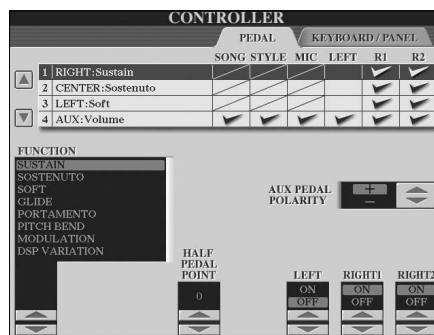 CONTROLLER
PEDAL KEYBOARD/PANEL
SONG STYLE MIC LEFT R1 R2
1 RIGHT:Sustain
2 CENTER:Sostenuto
3 LEFT:Soft
4 AUX:Volume
FUNCTION
SUSTAIN
SOSTENUTO
SOFT
GLIDE
PORTAMENTO
PITCH BEND
MODULATION
DSP VARIATION
AUX PEDAL
POLARITY
+
−
HALF
PEDAL
POINT
0
LEFT RIGHT1 RIGHT2
ON ON ON
OFF OFF OFF